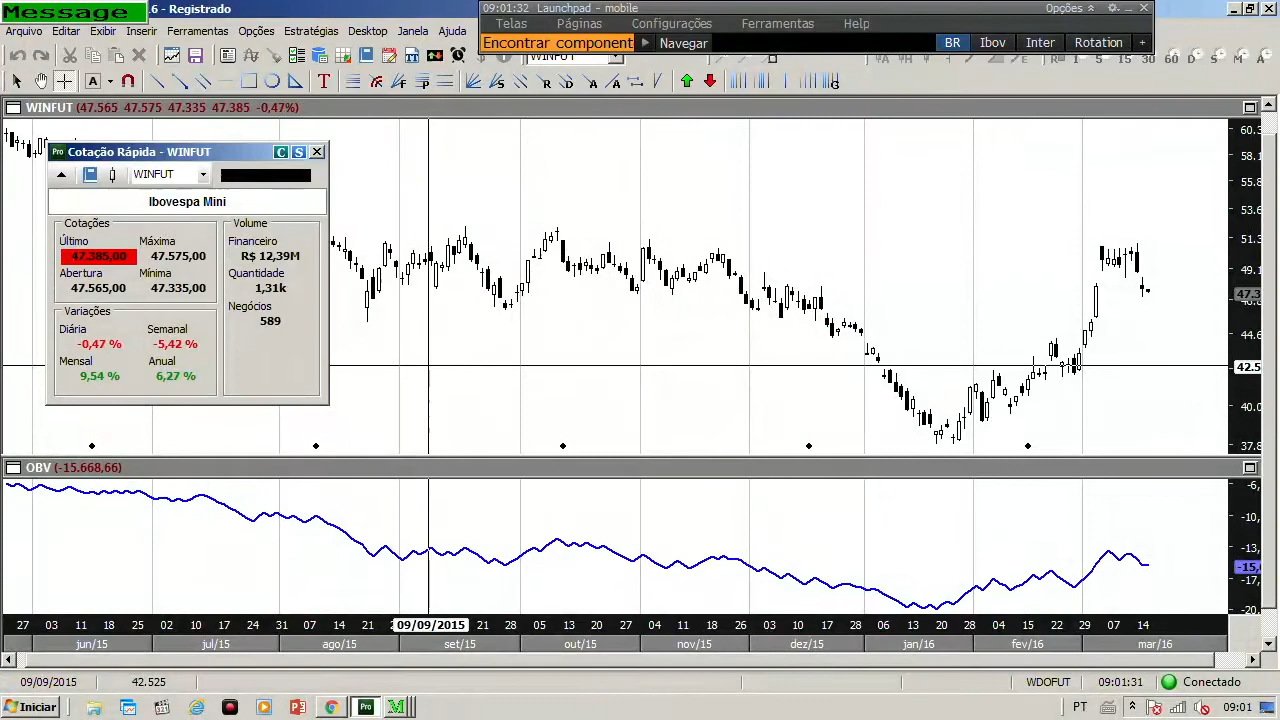 Message
16 - Registrado
09:01:32 Launchpad - mobile
Opções
Telas Páginas Configurações Ferramentas Help
Encontrar component Navegar
BR Ibov Inter Rotation +
Arquivo Editar Exibir Inserir Ferramentas Opções Estratégias Desktop Janela Ajuda
WINFUT
WINFUT (47.565 47.575 47.335 47.385 -0,47%)
Cotação Rápida - WINFUT
WINFUT
Ibovespa Mini
Cotações
Último Máxima
47.385,00 47.575,00
Abertura Mínima
47.565,00 47.335,00
Variações
Diária Semanal
-0,47 % -5,42 %
Mensal Anual
9,54 % 6,27 %
Volume
Financeiro
R$ 12,39M
Quantidade
1,31k
Negócios
589
60.3
58.1
55.8
53.6
51.3
49.1
47.3
44.6
42.5
40.0
37.8
OBV (-15.668,66)
-6,
-10,
-13,
-15,
-17,
-20,
27 03 11 18 25 02 10 17 23 31 07 14 21 09/09/2015 21 28 05 13 20 27 04 11 18 26 03 10 17 28 06 13 20 28 04 15 22 29 07 14
jun/15 jul/15 ago/15 set/15 out/15 nov/15 dez/15 jan/16 fev/16 mar/16
09/09/2015 42.525 WDOFUT 09:01:31 Conectado
Iniciar PT 09:01